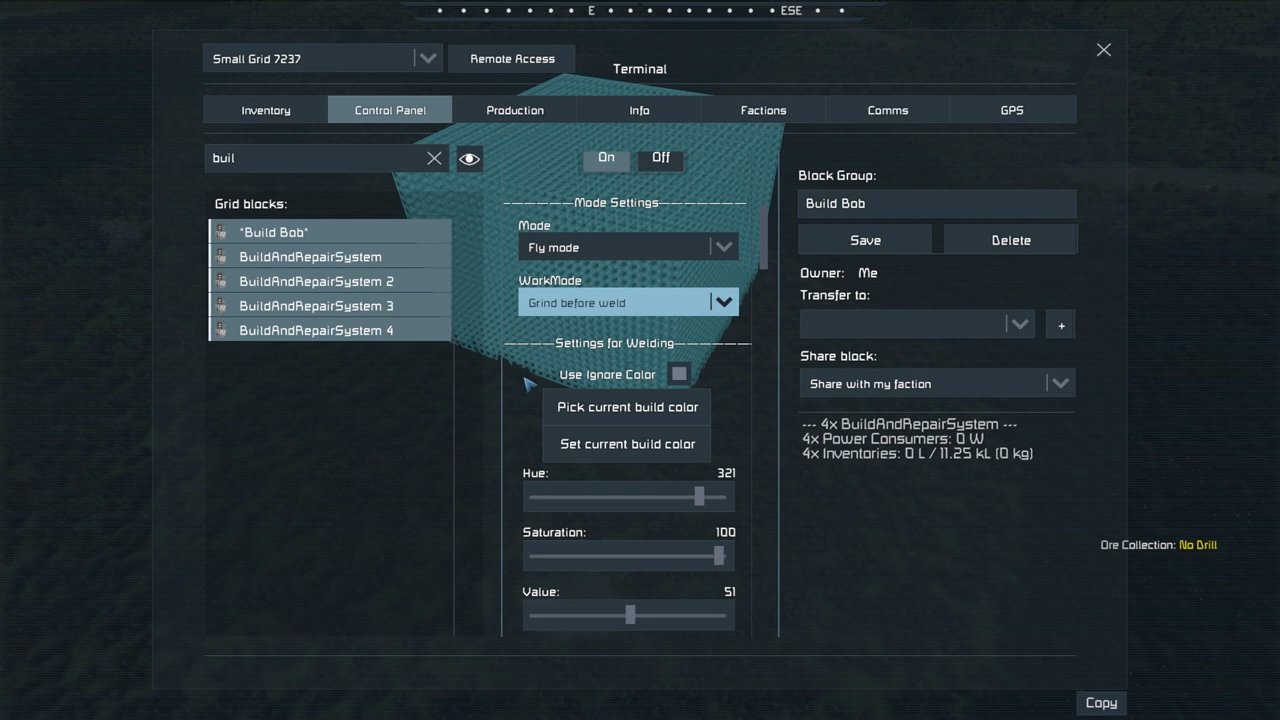 E ESE
Small Grid 7237
Remote Access
Terminal
Inventory
Control Panel
Production
Info
Factions
Comms
GPS
buil
On
Off
Grid blocks:
*Build Bob*
BuildAndRepairSystem
BuildAndRepairSystem 2
BuildAndRepairSystem 3
BuildAndRepairSystem 4
Mode Settings
Mode
Fly mode
WorkMode
Grind before weld
Settings for Welding
Use Ignore Color
Pick current build color
Set current build color
Hue: 321
Saturation: 100
Value: 51
Block Group:
Build Bob
Save
Delete
Owner: Me
Transfer to:
+
Share block:
Share with my faction
--- 4x BuildAndRepairSystem ---
4x Power Consumers: 0 W
4x Inventories: 0 L / 11.25 kL (0 kg)
Ore Collection: No Drill
Copy